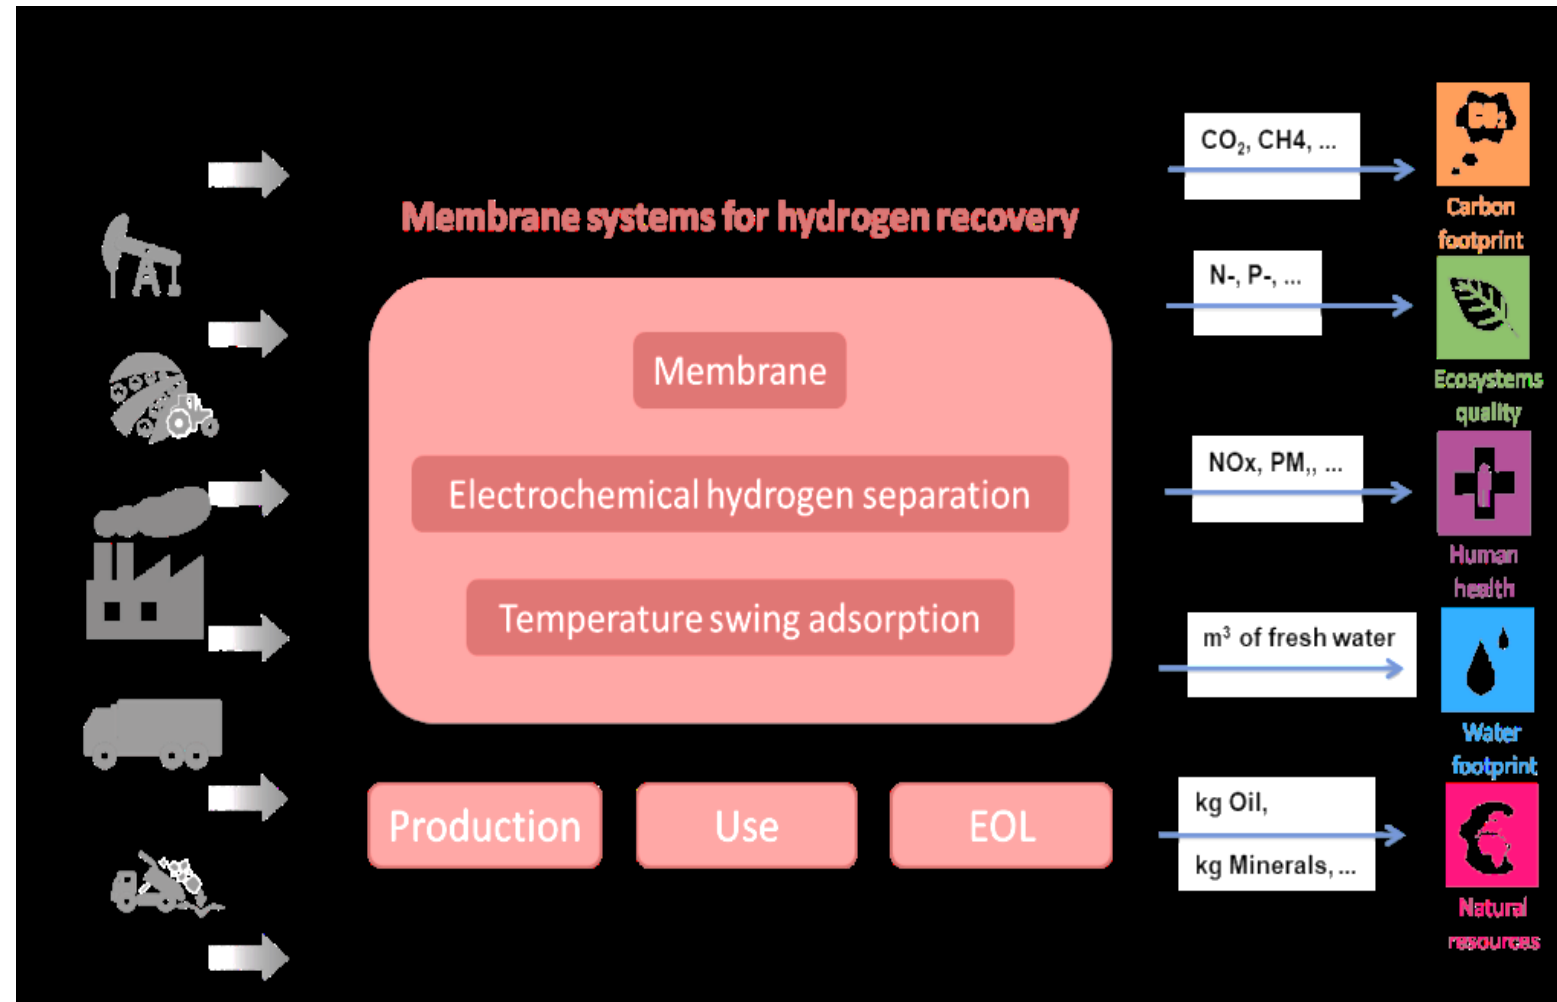 Membrane systems for hydrogen recovery
Membrane
Electrochemical hydrogen separation
Temperature swing adsorption
Production
Use
EOL
CO₂, CH4, ...
CO₂
Carbon
footprint
N-, P-, ...
Ecosystems
quality
NOx, PM,, ...
Human
health
m³ of fresh water
Water
footprint
kg Oil,
kg Minerals, ...
Natural
resources